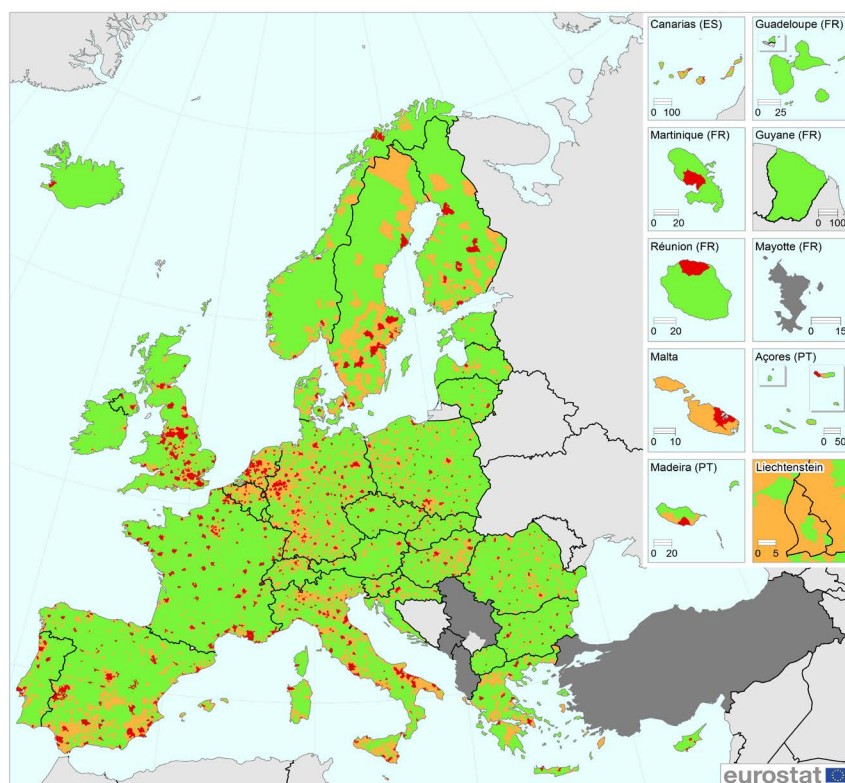 Canarias (ES)
0 100
Guadeloupe (FR)
0 25
Martinique (FR)
0 20
Guyane (FR)
0 100
Réunion (FR)
0 20
Mayotte (FR)
0 15
Malta
0 10
Açores (PT)
0 50
Madeira (PT)
0 20
Liechtenstein
0 5
eurostat